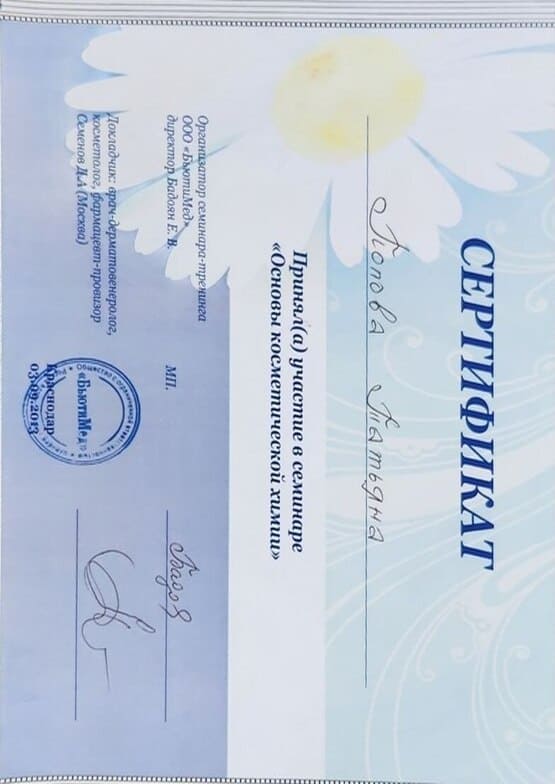 СЕРТИФИКАТ
Попова Татьяна
Принял(а) участие в семинаре
«Основы косметической химии»
Организатор семинара-тренинга
ООО «БьютиМед»
директор Бадоян Е. В.
МП.
Бадоя
Докладчик: врач-дерматовенеролог,
косметолог, фармацевт-провизор
Семенов Д.А (Москва)
Общество с ограниченной ответственностью
«БьютиМед»
Краснодар
03.09.2013